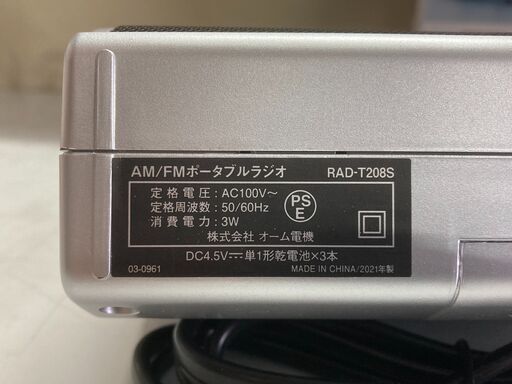 AM/FMポータブルラジオ RAD-T208S
定格電圧：AC100V〜
定格周波数：50/60Hz
消費電力：3W
PS
E
株式会社 オーム電機
DC4.5V⎓単1形乾電池×3本
03-0961 MADE IN CHINA/2021年製